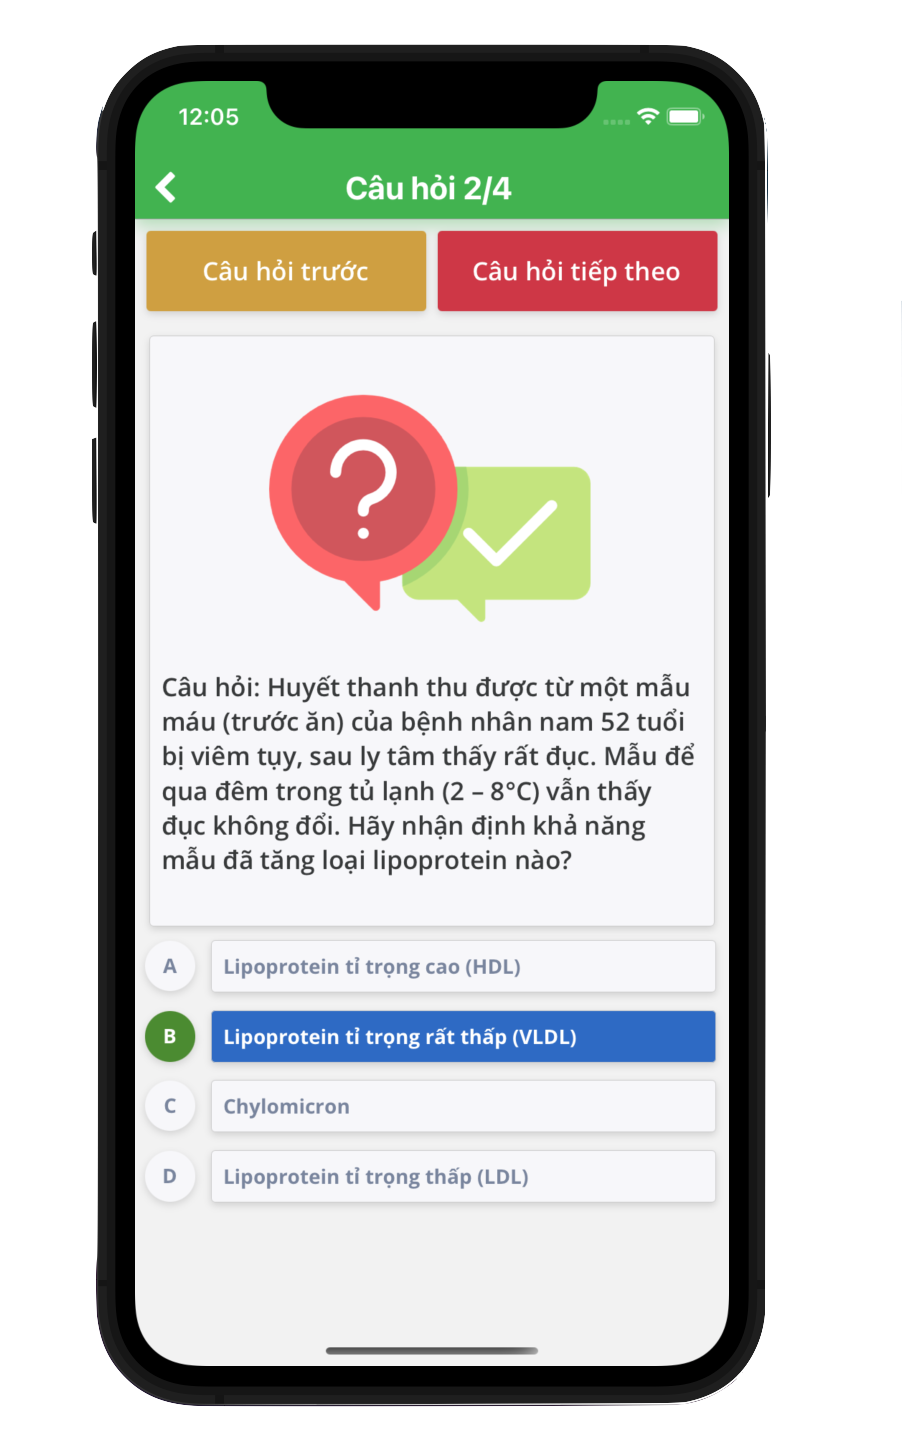 12:05
Câu hỏi 2/4
Câu hỏi trước
Câu hỏi tiếp theo
Câu hỏi: Huyết thanh thu được từ một mẫu
máu (trước ăn) của bệnh nhân nam 52 tuổi
bị viêm tụy, sau ly tâm thấy rất đục. Mẫu để
qua đêm trong tủ lạnh (2 – 8°C) vẫn thấy
đục không đổi. Hãy nhận định khả năng
mẫu đã tăng loại lipoprotein nào?
A Lipoprotein tỉ trọng cao (HDL)
B Lipoprotein tỉ trọng rất thấp (VLDL)
C Chylomicron
D Lipoprotein tỉ trọng thấp (LDL)